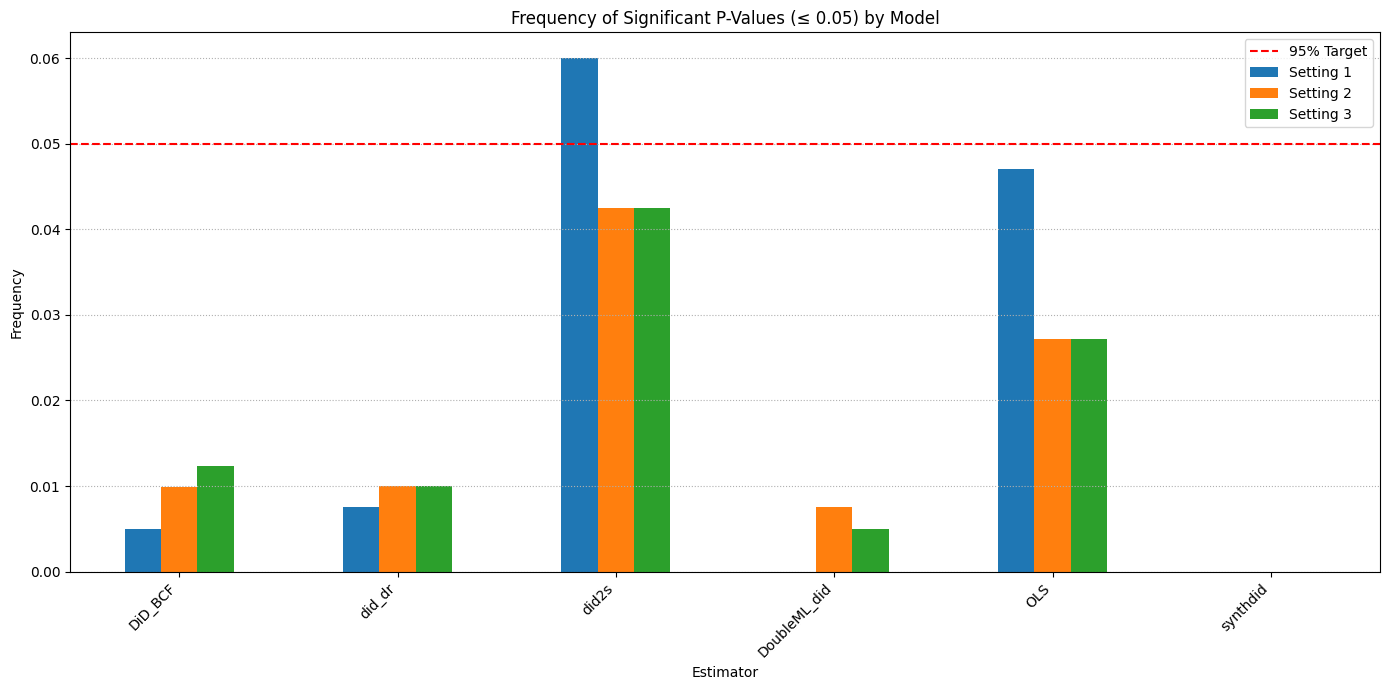 Frequency of Significant P-Values (≤ 0.05) by Model
95% Target
Setting 1
Setting 2
Setting 3
Frequency
0.06
0.05
0.04
0.03
0.02
0.01
0.00
DiD_BCF
did_dr
did2s
DoubleML_did
OLS
synthdid
Estimator